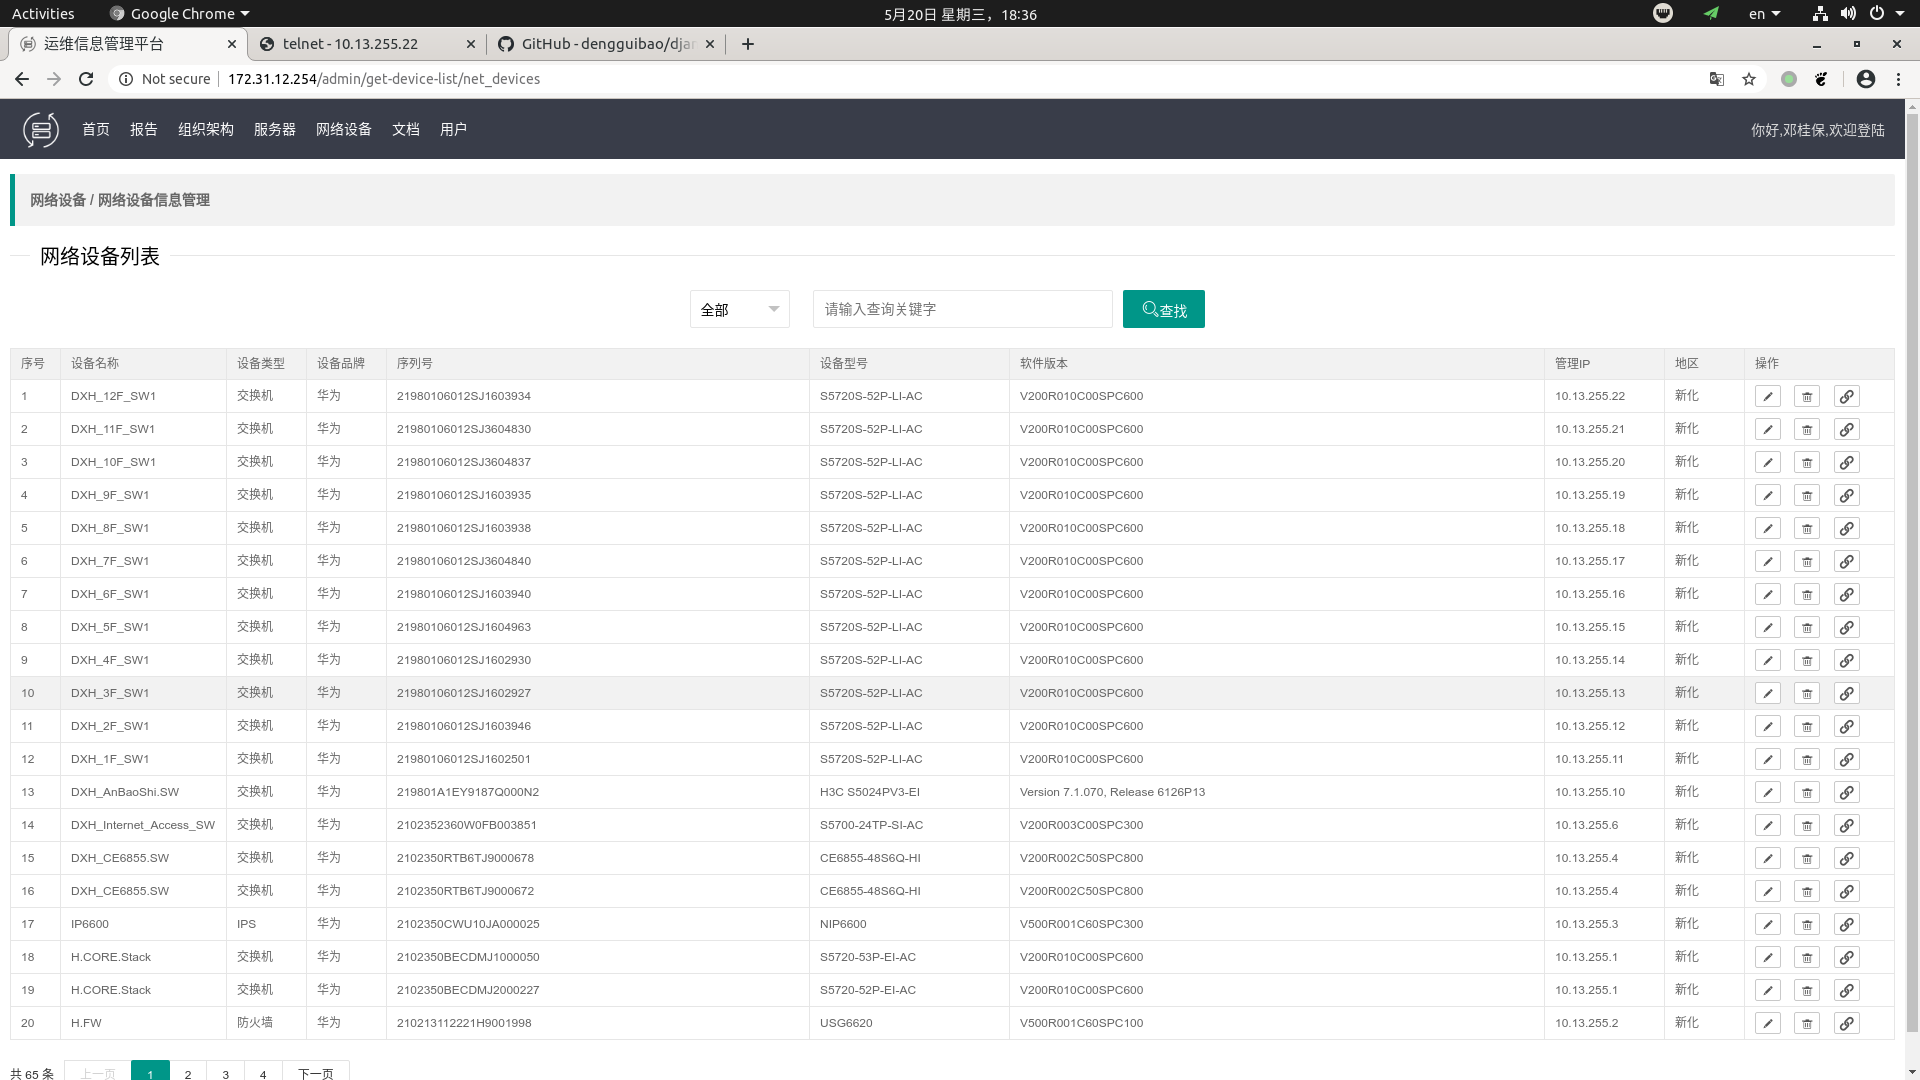 Activities Google Chrome 5月20日 星期三，18:36 en
运维信息管理平台 telnet - 10.13.255.22 GitHub - dengguibao/djan
Not secure 172.31.12.254/admin/get-device-list/net_devices
首页 报告 组织架构 服务器 网络设备 文档 用户 你好,邓桂保,欢迎登陆
网络设备 / 网络设备信息管理
网络设备列表
全部 请输入查询关键字 查找
序号 设备名称 设备类型 设备品牌 序列号 设备型号 软件版本 管理IP 地区 操作
1 DXH_12F_SW1 交换机 华为 21980106012SJ1603934 S5720S-52P-LI-AC V200R010C00SPC600 10.13.255.22 新化
2 DXH_11F_SW1 交换机 华为 21980106012SJ3604830 S5720S-52P-LI-AC V200R010C00SPC600 10.13.255.21 新化
3 DXH_10F_SW1 交换机 华为 21980106012SJ3604837 S5720S-52P-LI-AC V200R010C00SPC600 10.13.255.20 新化
4 DXH_9F_SW1 交换机 华为 21980106012SJ1603935 S5720S-52P-LI-AC V200R010C00SPC600 10.13.255.19 新化
5 DXH_8F_SW1 交换机 华为 21980106012SJ1603938 S5720S-52P-LI-AC V200R010C00SPC600 10.13.255.18 新化
6 DXH_7F_SW1 交换机 华为 21980106012SJ3604840 S5720S-52P-LI-AC V200R010C00SPC600 10.13.255.17 新化
7 DXH_6F_SW1 交换机 华为 21980106012SJ1603940 S5720S-52P-LI-AC V200R010C00SPC600 10.13.255.16 新化
8 DXH_5F_SW1 交换机 华为 21980106012SJ1604963 S5720S-52P-LI-AC V200R010C00SPC600 10.13.255.15 新化
9 DXH_4F_SW1 交换机 华为 21980106012SJ1602930 S5720S-52P-LI-AC V200R010C00SPC600 10.13.255.14 新化
10 DXH_3F_SW1 交换机 华为 21980106012SJ1602927 S5720S-52P-LI-AC V200R010C00SPC600 10.13.255.13 新化
11 DXH_2F_SW1 交换机 华为 21980106012SJ1603946 S5720S-52P-LI-AC V200R010C00SPC600 10.13.255.12 新化
12 DXH_1F_SW1 交换机 华为 21980106012SJ1602501 S5720S-52P-LI-AC V200R010C00SPC600 10.13.255.11 新化
13 DXH_AnBaoShi.SW 交换机 华为 219801A1EY9187Q000N2 H3C S5024PV3-EI Version 7.1.070, Release 6126P13 10.13.255.10 新化
14 DXH_Internet_Access_SW 交换机 华为 2102352360W0FB003851 S5700-24TP-SI-AC V200R003C00SPC300 10.13.255.6 新化
15 DXH_CE6855.SW 交换机 华为 2102350RTB6TJ9000678 CE6855-48S6Q-HI V200R002C50SPC800 10.13.255.4 新化
16 DXH_CE6855.SW 交换机 华为 2102350RTB6TJ9000672 CE6855-48S6Q-HI V200R002C50SPC800 10.13.255.4 新化
17 IP6600 IPS 华为 2102350CWU10JA000025 NIP6600 V500R001C60SPC300 10.13.255.3 新化
18 H.CORE.Stack 交换机 华为 2102350BECDMJ1000050 S5720-53P-EI-AC V200R010C00SPC600 10.13.255.1 新化
19 H.CORE.Stack 交换机 华为 2102350BECDMJ2000227 S5720-52P-EI-AC V200R010C00SPC600 10.13.255.1 新化
20 H.FW 防火墙 华为 210213112221H9001998 USG6620 V500R001C60SPC100 10.13.255.2 新化
共 65 条 上一页 1 2 3 4 下一页